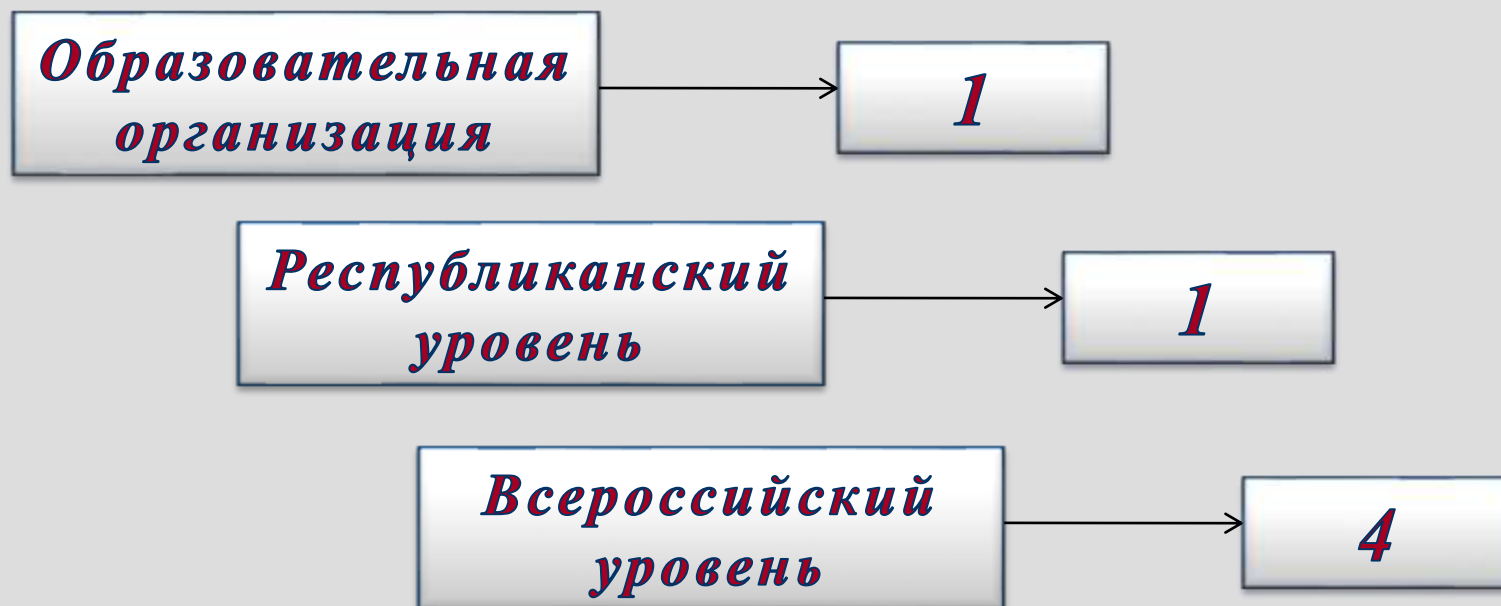 Образовательная
организация
1
Республиканский
уровень
1
Всероссийский
уровень
4